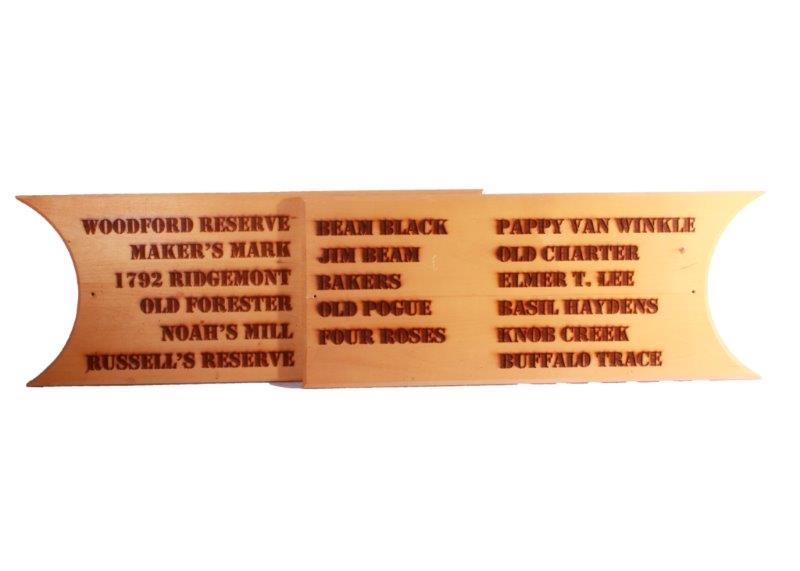 WOODFORD RESERVE
MAKER'S MARK
1792 RIDGEMONT
OLD FORESTER
NOAH'S MILL
RUSSELL'S RESERVE
BEAM BLACK
JIM BEAM
BAKERS
OLD POGUE
FOUR ROSES
PAPPY VAN WINKLE
OLD CHARTER
ELMER T. LEE
BASIL HAYDENS
KNOB CREEK
BUFFALO TRACE